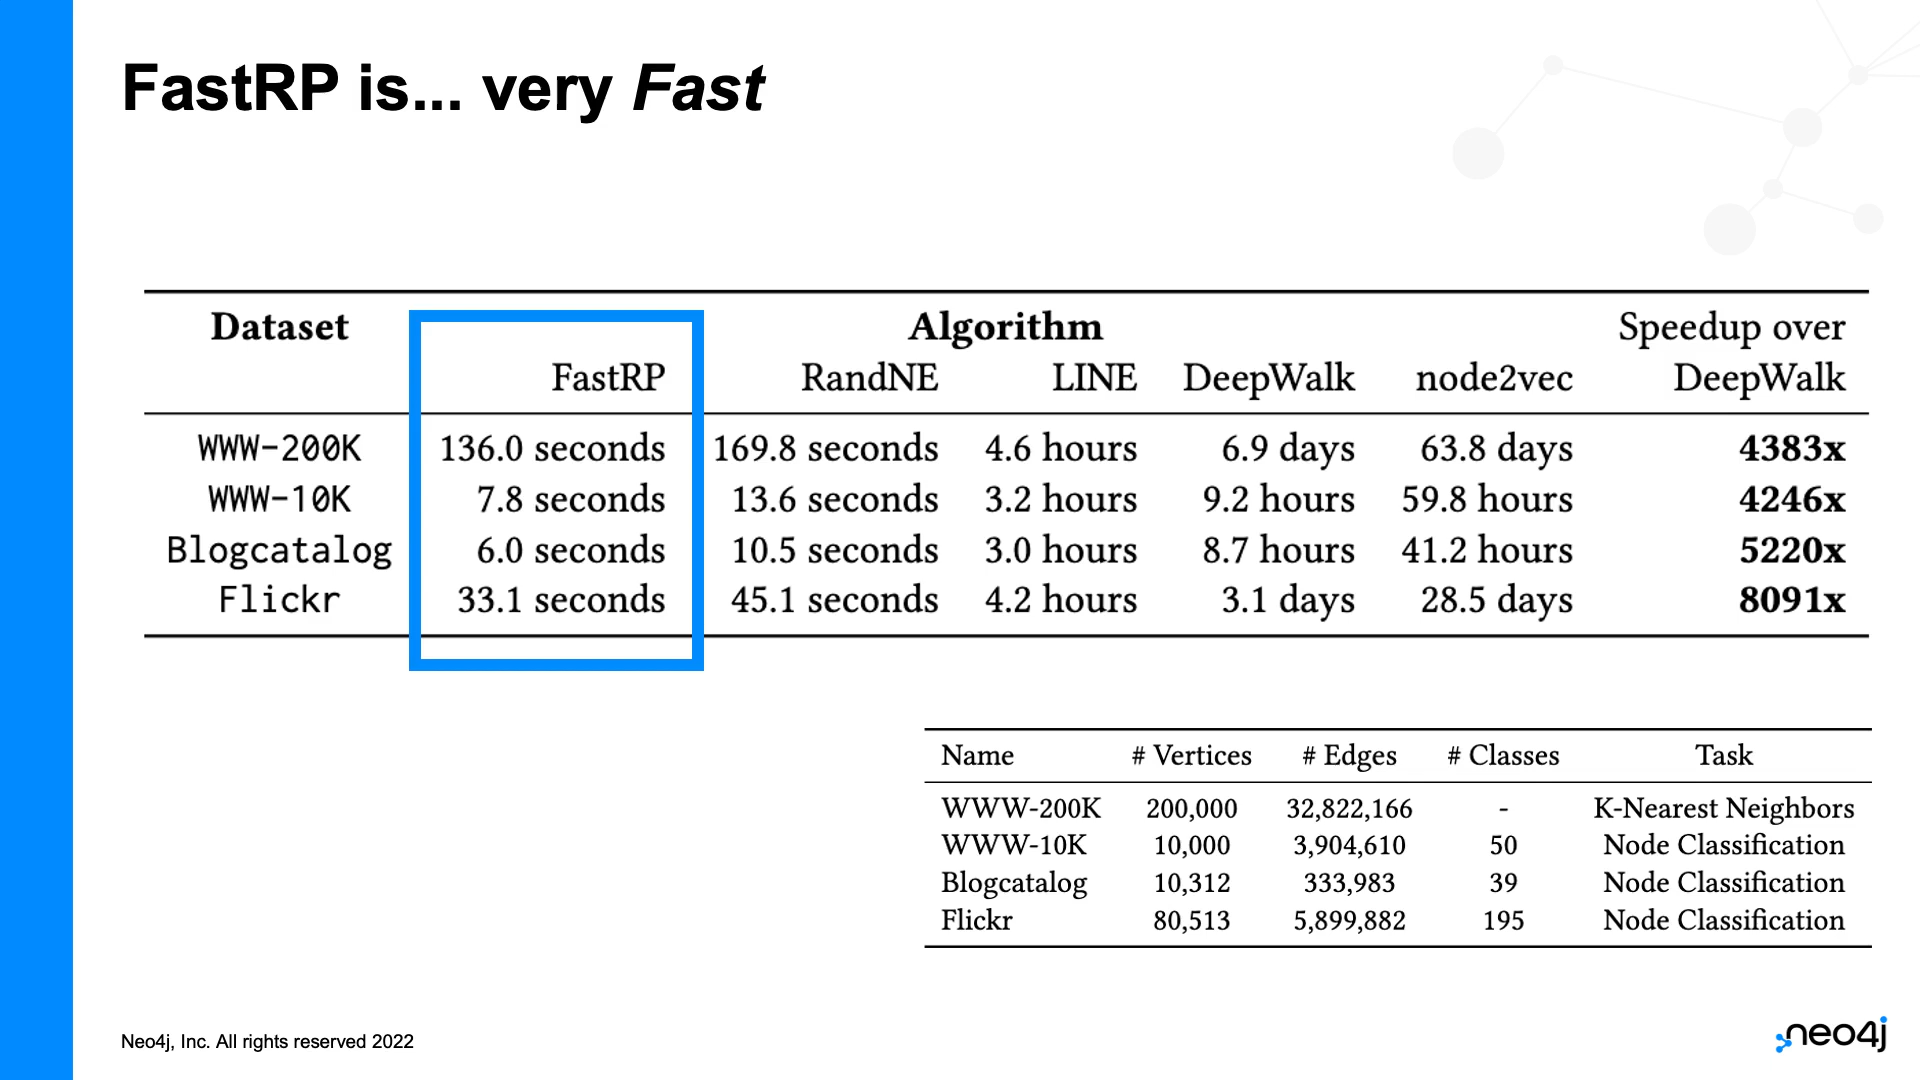 FastRP is... very Fast
Dataset Algorithm Speedup over
FastRP RandNE LINE DeepWalk node2vec DeepWalk
WWW-200K 136.0 seconds 169.8 seconds 4.6 hours 6.9 days 63.8 days 4383x
WWW-10K 7.8 seconds 13.6 seconds 3.2 hours 9.2 hours 59.8 hours 4246x
Blogcatalog 6.0 seconds 10.5 seconds 3.0 hours 8.7 hours 41.2 hours 5220x
Flickr 33.1 seconds 45.1 seconds 4.2 hours 3.1 days 28.5 days 8091x
Name # Vertices # Edges # Classes Task
WWW-200K 200,000 32,822,166 - K-Nearest Neighbors
WWW-10K 10,000 3,904,610 50 Node Classification
Blogcatalog 10,312 333,983 39 Node Classification
Flickr 80,513 5,899,882 195 Node Classification
Neo4j, Inc. All rights reserved 2022
neo4j